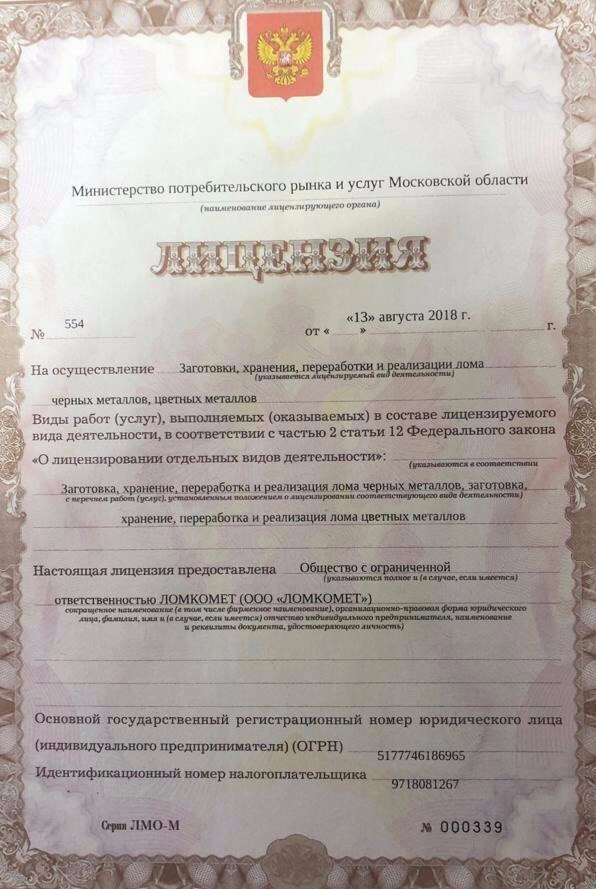 Министерство потребительского рынка и услуг Московской области
(наименование лицензирующего органа)
ЛИЦЕНЗИЯ
№ 554 от « » «13» августа 2018 г. г.
На осуществление Заготовки, хранения, переработки и реализации лома
(указывается лицензируемый вид деятельности)
черных металлов, цветных металлов
Виды работ (услуг), выполняемых (оказываемых) в составе лицензируемого
вида деятельности, в соответствии с частью 2 статьи 12 Федерального закона
«О лицензировании отдельных видов деятельности»:
(указываются в соответствии
Заготовка, хранение, переработка и реализация лома черных металлов, заготовка,
с перечнем работ (услуг), установленным положением о лицензировании соответствующего вида деятельности)
хранение, переработка и реализация лома цветных металлов
Настоящая лицензия предоставлена Общество с ограниченной
(указываются полное и (в случае, если имеется)
ответственностью ЛОМКОМЕТ (ООО «ЛОМКОМЕТ»)
сокращенное наименование (в том числе фирменное наименование), организационно-правовая форма юридического
лица, фамилия, имя и (в случае, если имеется) отчество индивидуального предпринимателя, наименование
и реквизиты документа, удостоверяющего личность)
Основной государственный регистрационный номер юридического лица
(индивидуального предпринимателя) (ОГРН) 5177746186965
Идентификационный номер налогоплательщика 9718081267
Серия ЛМО-М № 000339